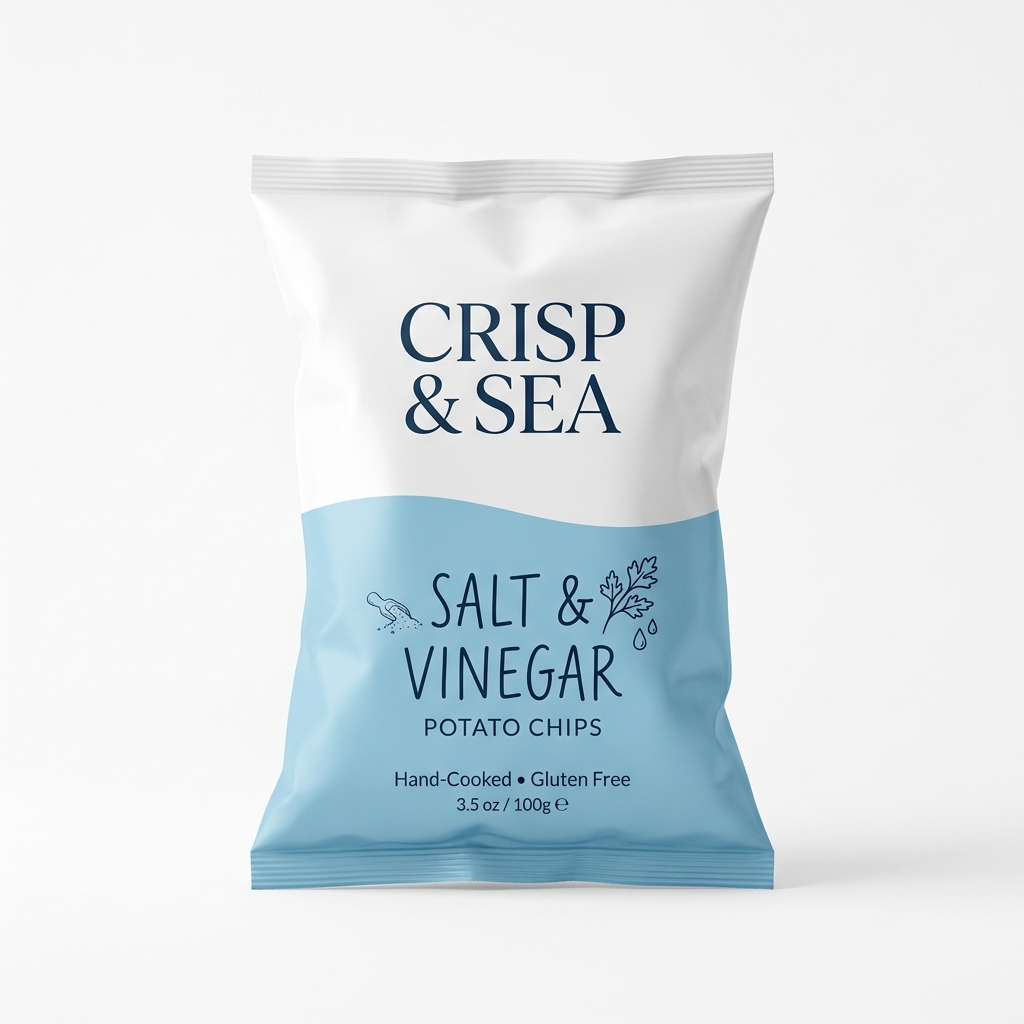 CRISP
& SEA
SALT &
VINEGAR
POTATO CHIPS
Hand-Cooked • Gluten Free
3.5 oz / 100g ℮